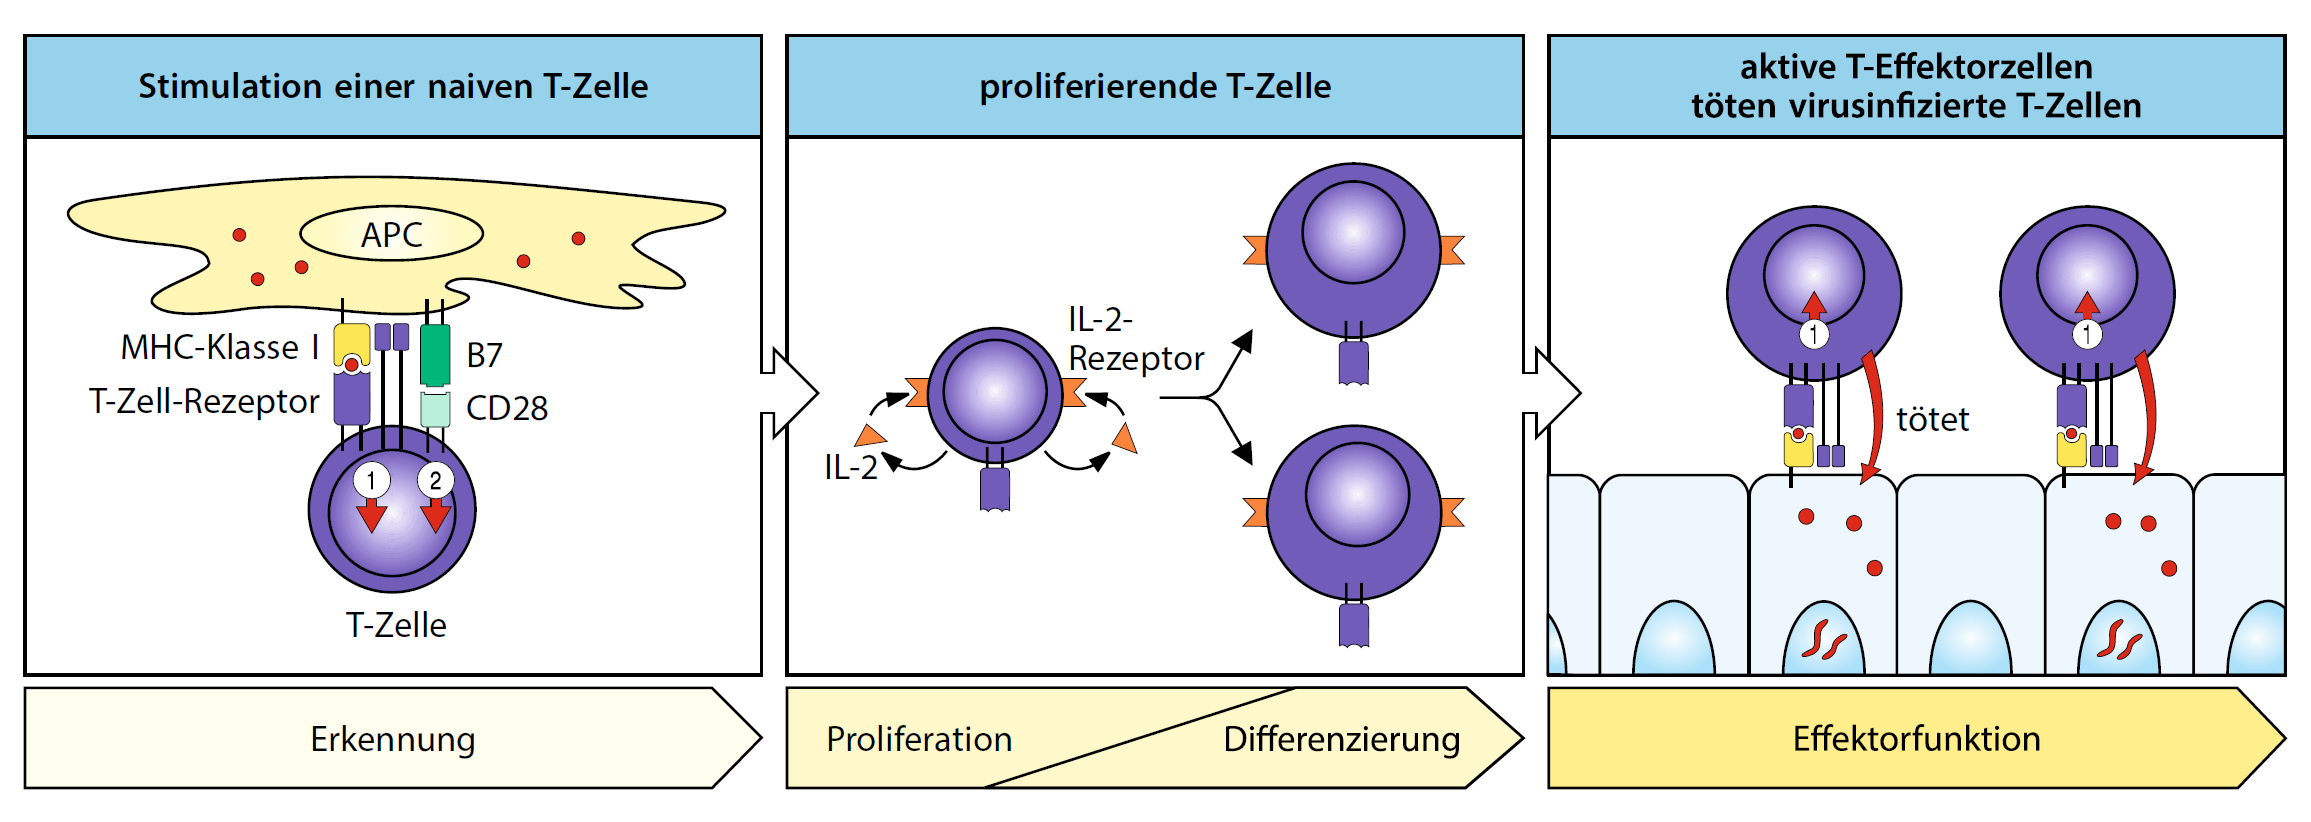 Stimulation einer naiven T-Zelle
APC
MHC-Klasse I
T-Zell-Rezeptor
B7
CD28
1
2
T-Zelle
Erkennung
proliferierende T-Zelle
IL-2-
Rezeptor
IL-2
Proliferation
Differenzierung
aktive T-Effektorzellen
töten virusinfizierte T-Zellen
1
1
tötet
Effektorfunktion